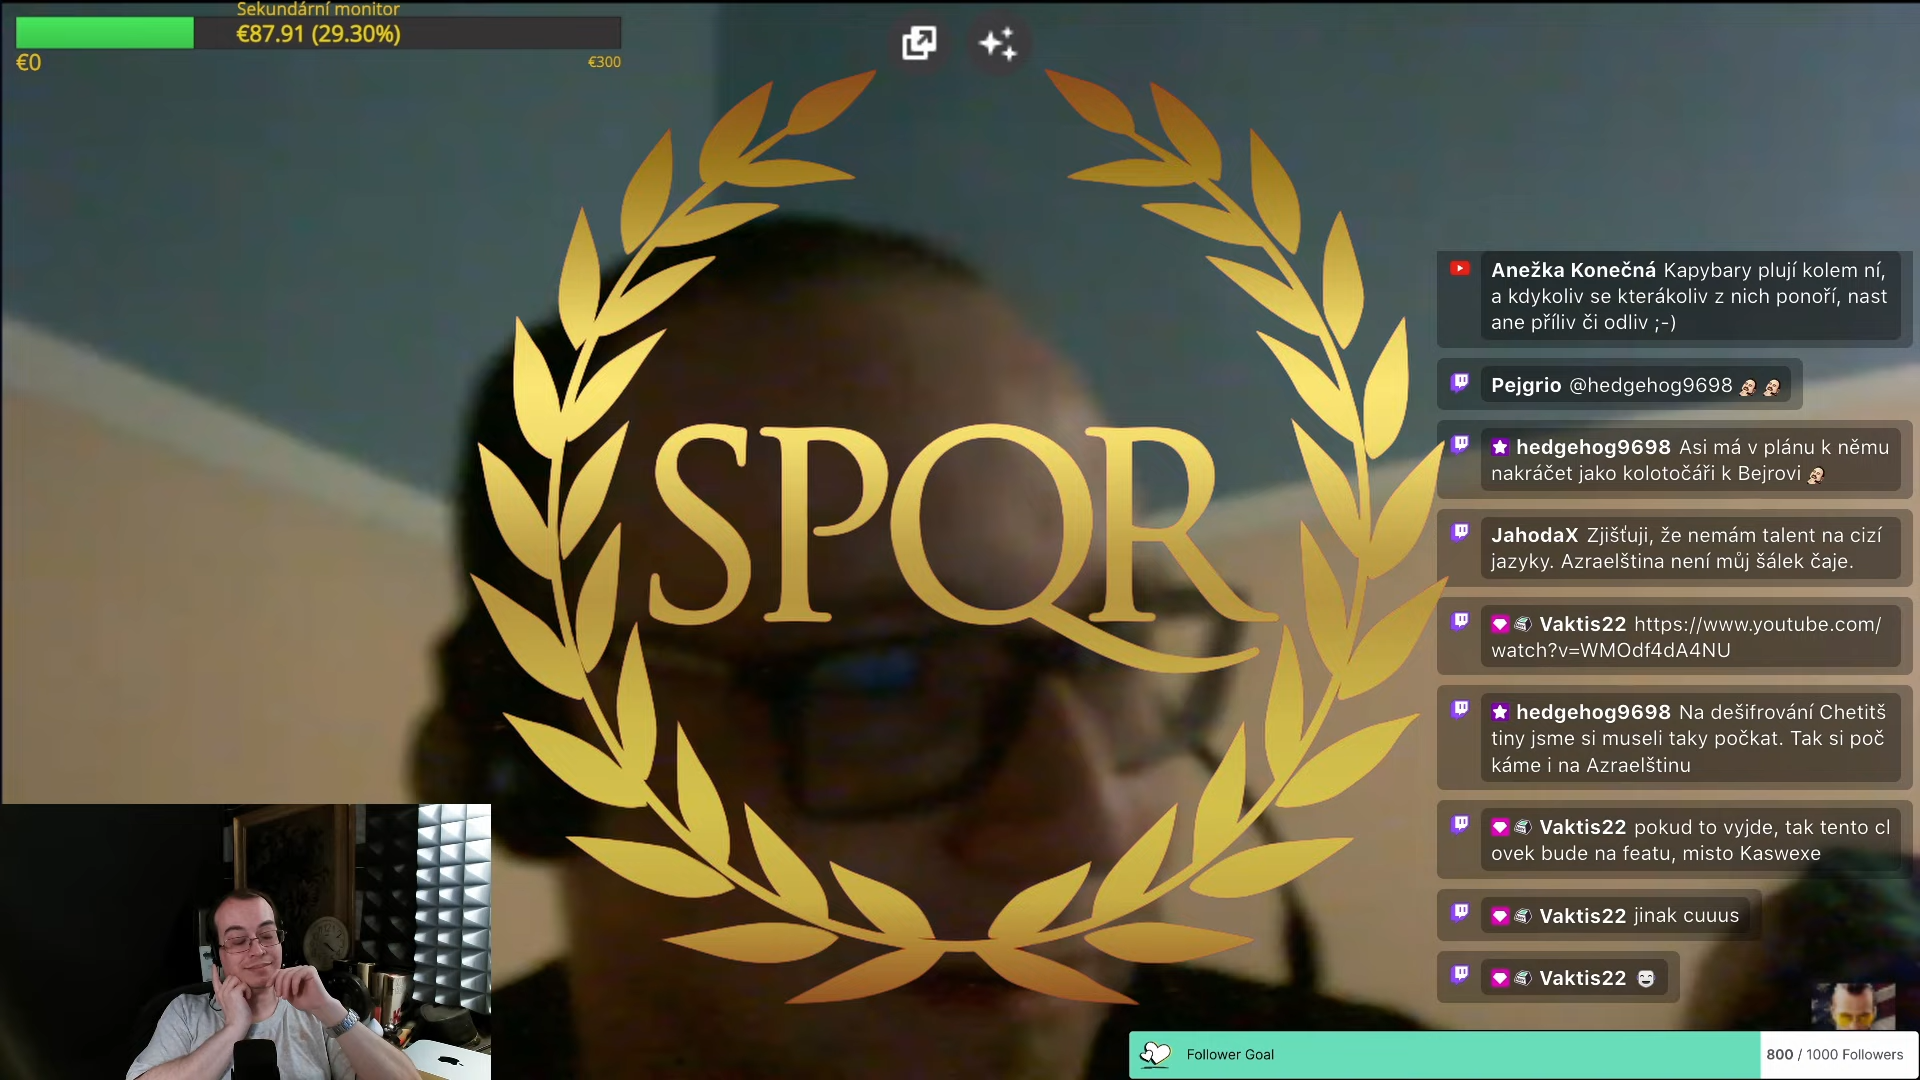 Sekundární monitor
€87.91 (29.30%)
€0
€300
SPQR
Anežka Konečná Kapybary plují kolem ní,
a kdykoliv se kterákoliv z nich ponoří, nast
ane příliv či odliv ;-)
Pejgrio @hedgehog9698
hedgehog9698 Asi má v plánu k němu
nakráčet jako kolotočáři k Bejrovi
JahodaX Zjišťuji, že nemám talent na cizí
jazyky. Azraelština není můj šálek čaje.
Vaktis22 https://www.youtube.com/
watch?v=WMOdf4dA4NU
hedgehog9698 Na dešifrování Chetitš
tiny jsme si museli taky počkat. Tak si poč
káme i na Azraelštinu
Vaktis22 pokud to vyjde, tak tento cl
ovek bude na featu, misto Kaswexe
Vaktis22 jinak cuuus
Vaktis22
Follower Goal
800 / 1000 Followers